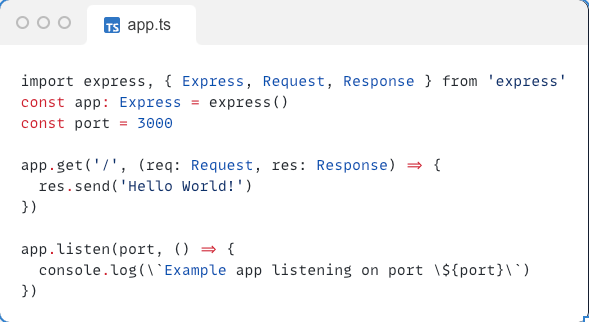 TS app.ts
import express, { Express, Request, Response } from 'express'
const app: Express = express()
const port = 3000
app.get('/', (req: Request, res: Response) => {
  res.send('Hello World!')
})
app.listen(port, () => {
  console.log(\`Example app listening on port \${port}\`)
})